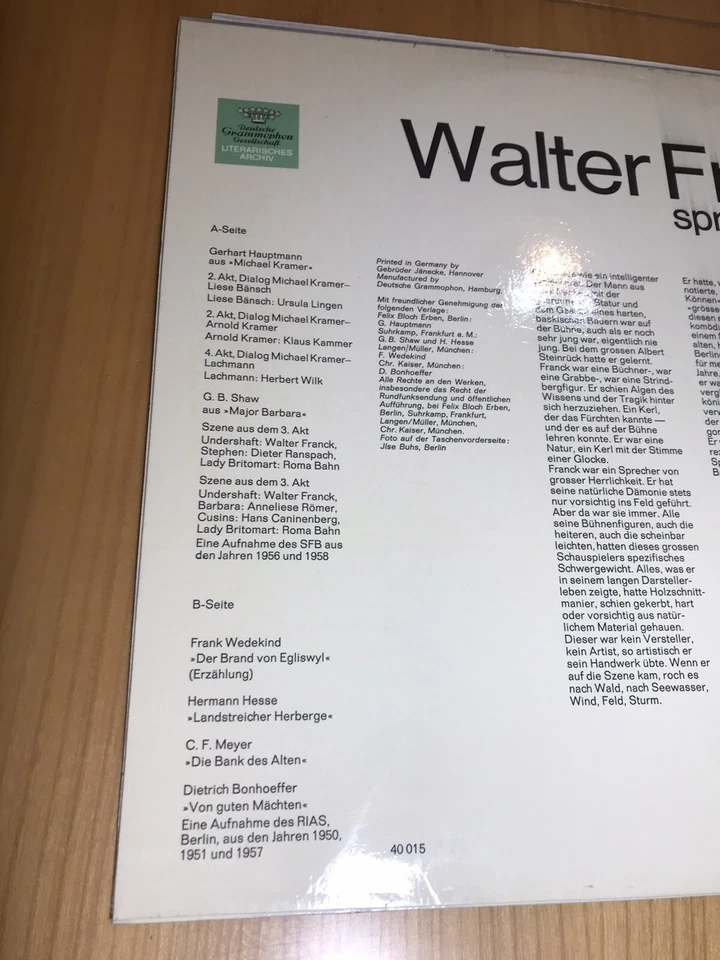 Deutsche
Grammophon
Gesellschaft
LITERARISCHES
ARCHIV
Walter Fr
spr
A-Seite
Gerhart Hauptmann
aus »Michael Kramer«
2. Akt, Dialog Michael Kramer–
Liese Bänsch
Liese Bänsch: Ursula Lingen
2. Akt, Dialog Michael Kramer–
Arnold Kramer
Arnold Kramer: Klaus Kammer
4. Akt, Dialog Michael Kramer–
Lachmann
Lachmann: Herbert Wilk
G. B. Shaw
aus »Major Barbara«
Szene aus dem 3. Akt
Undershaft: Walter Franck,
Stephen: Dieter Ranspach,
Lady Britomart: Roma Bahn
Szene aus dem 3. Akt
Undershaft: Walter Franck,
Barbara: Anneliese Römer,
Cusins: Hans Caninenberg,
Lady Britomart: Roma Bahn
Eine Aufnahme des SFB aus
den Jahren 1956 und 1958
B-Seite
Frank Wedekind
»Der Brand von Egliswyl«
(Erzählung)
Hermann Hesse
»Landstreicher Herberge«
C. F. Meyer
»Die Bank des Alten«
Dietrich Bonhoeffer
»Von guten Mächten«
Eine Aufnahme des RIAS,
Berlin, aus den Jahren 1950,
1951 und 1957
Printed in Germany by
Gebrüder Jänecke, Hannover
Manufactured by
Deutsche Grammophon, Hamburg
Mit freundlicher Genehmigung der
folgenden Verlage:
Felix Bloch Erben, Berlin:
G. Hauptmann
Suhrkamp, Frankfurt a. M.:
G. B. Shaw und H. Hesse
Langen/Müller, München:
F. Wedekind
Chr. Kaiser, München:
D. Bonhoeffer
Alle Rechte an den Werken,
insbesondere das Recht der
Rundfunksendung und öffentlichen
Aufführung, bei Felix Bloch Erben,
Berlin, Suhrkamp, Frankfurt,
Langen/Müller, München,
Chr. Kaiser, München.
Foto auf der Taschenvorderseite:
Jlse Buhs, Berlin
40 015
wie ein intelligenter
Der Mann aus
mit der
Statur und
dem eines harten,
baskischen Bauern war auf
der Bühne, auch als er noch
sehr jung war, eigentlich nie
jung. Bei dem grossen Albert
Steinrück hatte er gelernt.
Franck war eine Büchner-, war
eine Grabbe-, war eine Strind-
bergfigur. Er schien Algen des
Wissens und der Tragik hinter
sich herzuziehen. Ein Kerl,
der das Fürchten kannte —
und der es auf der Bühne
lehren konnte. Er war eine
Natur, ein Kerl mit der Stimme
einer Glocke.
Franck war ein Sprecher von
grosser Herrlichkeit. Er hat
seine natürliche Dämonie stets
nur vorsichtig ins Feld geführt.
Aber da war sie immer. Alle
seine Bühnenfiguren, auch die
heiteren, auch die scheinbar
leichten, hatten dieses grossen
Schauspielers spezifisches
Schwergewicht. Alles, was er
in seinem langen Darsteller-
leben zeigte, hatte Holzschnitt-
manier, schien gekerbt, hart
oder vorsichtig aus natür-
lichem Material gehauen.
Dieser war kein Versteller,
kein Artist, so artistisch er
sein Handwerk übte. Wenn er
auf die Szene kam, roch es
nach Wald, nach Seewasser,
Wind, Feld, Sturm.
Er hatte,
notierte,
Können
»grösse
diesen
komödi
einem
alten, h
Berlin
für me
Jahre.
er wa
verg
köni
verv
der
gor
Er
re
Sp
B